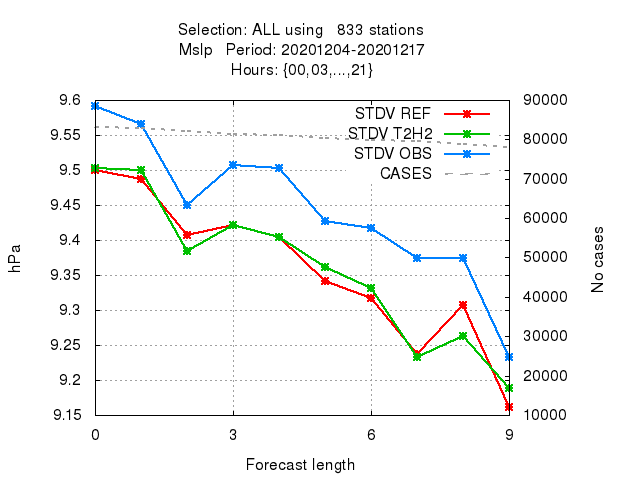 Selection: ALL using   833 stations
Mslp   Period: 20201204-20201217
Hours: {00,03,...,21}
9.6
9.55
9.5
9.45
9.4
9.35
9.3
9.25
9.2
9.15
90000
80000
70000
60000
50000
40000
30000
20000
10000
STDV REF
STDV T2H2
STDV OBS
CASES
hPa
No cases
0
3
6
9
Forecast length